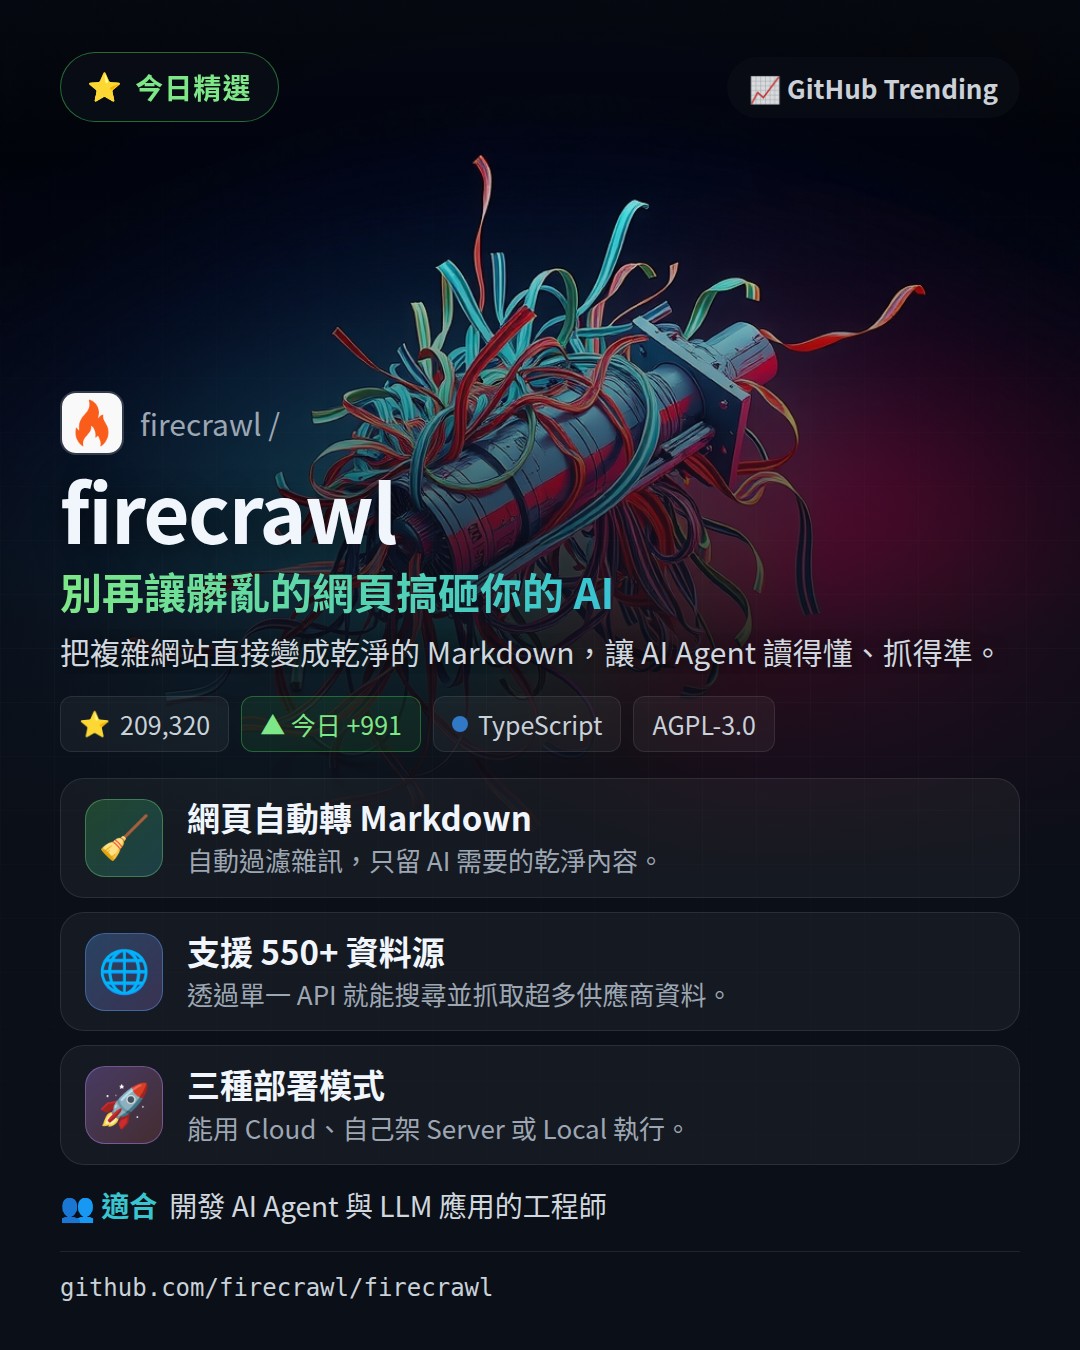 ⭐ 今日精選
📈 GitHub Trending
firecrawl /
firecrawl
別再讓髒亂的網頁搞砸你的 AI
把複雜網站直接變成乾淨的 Markdown，讓 AI Agent 讀得懂、抓得準。
⭐ 209,320
▲ 今日 +991
TypeScript
AGPL-3.0
網頁自動轉 Markdown
自動過濾雜訊，只留 AI 需要的乾淨內容。
支援 550+ 資料源
透過單一 API 就能搜尋並抓取超多供應商資料。
三種部署模式
能用 Cloud、自己架 Server 或 Local 執行。
👥 適合 開發 AI Agent 與 LLM 應用的工程師
github.com/firecrawl/firecrawl